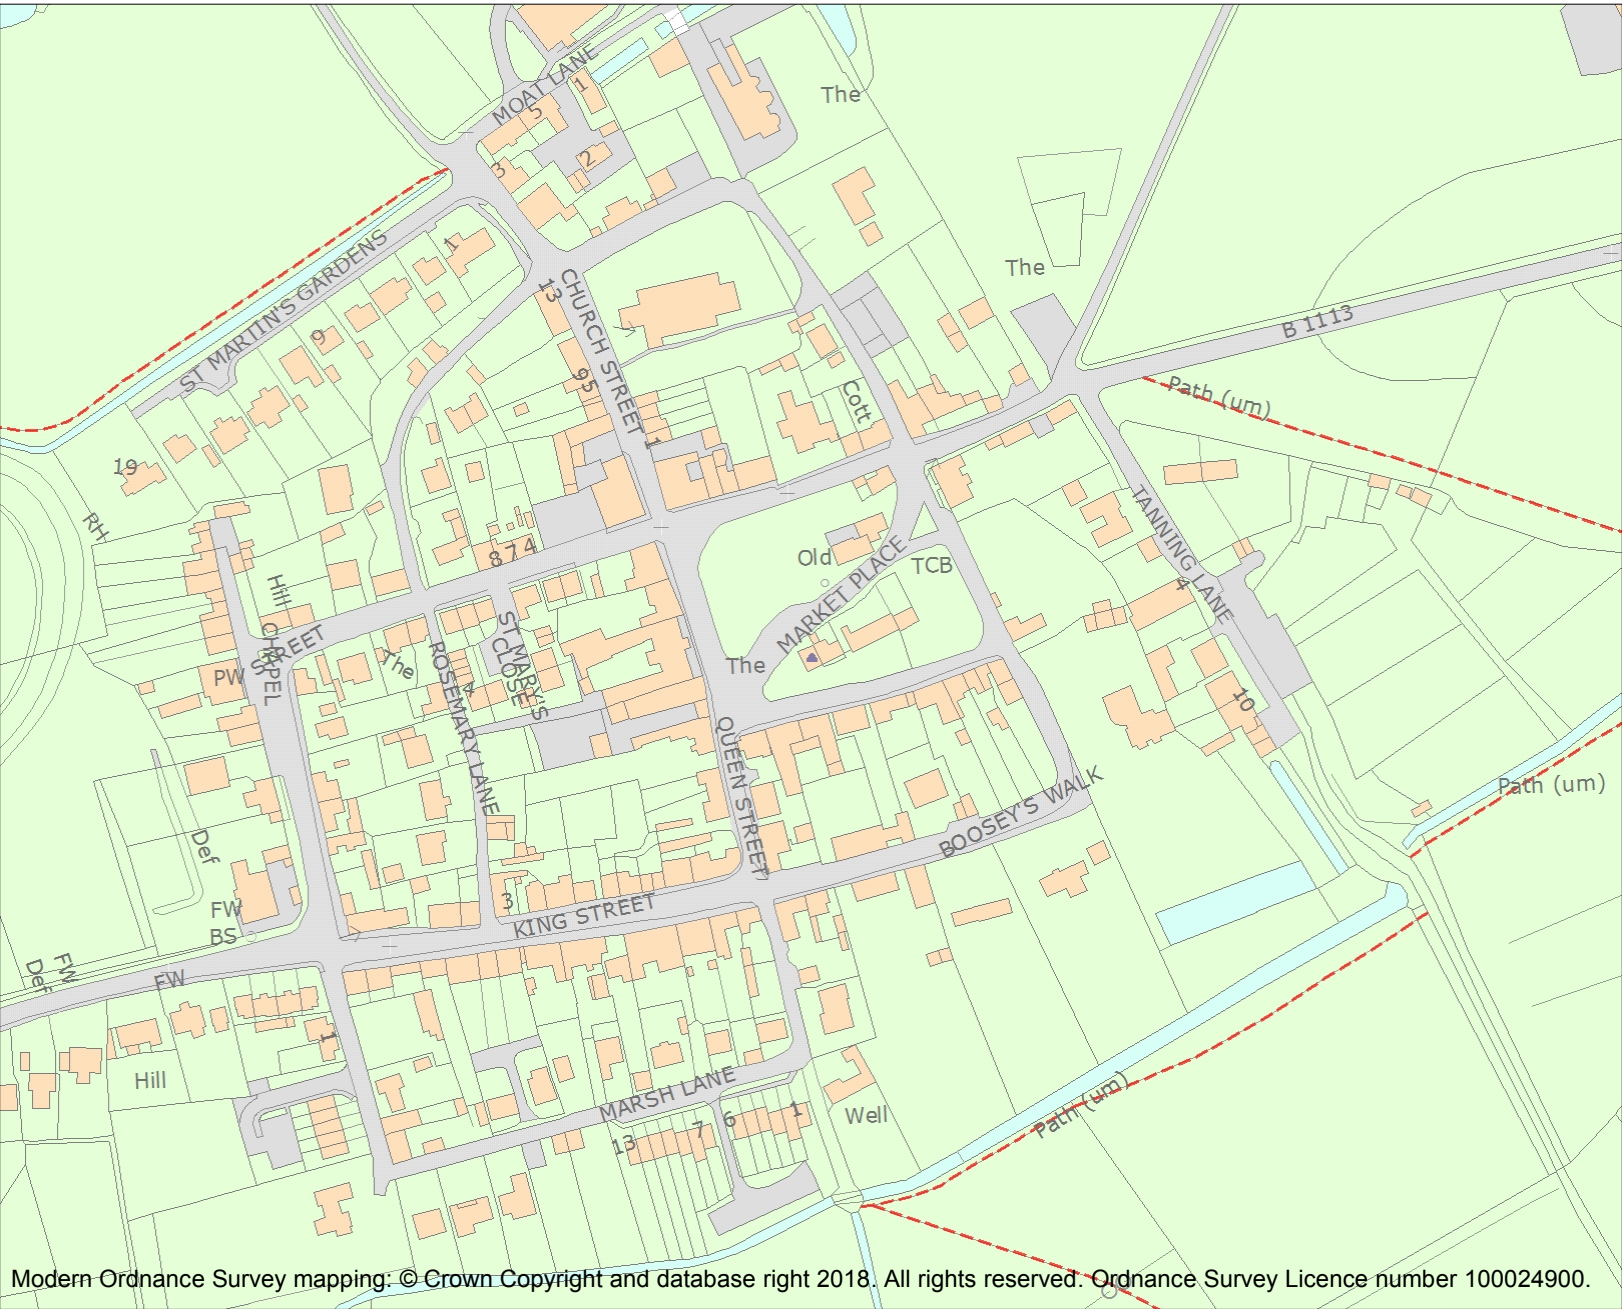 MOAT LANE
1
5
The
3
2
ST MARTIN'S GARDENS
1
9
19
13
CHURCH STREET
95
1
The
B 1113
Path (um)
Cott
RH
8 7 4
Old
TCB
MARKET PLACE
The
TANNING LANE
4
10
Hill
STREET
CHAPEL
PW
The
ROSEMARY LANE
4
ST MARY'S
CLOSE
QUEEN STREET
BOOSEY'S WALK
Path (um)
Def
FW
BS
3
KING STREET
FW
Def
FW
1
Hill
MARSH LANE
13
7
6
1
Well
Path (um)
Modern Ordnance Survey mapping: © Crown Copyright and database right 2018. All rights reserved. Ordnance Survey Licence number 100024900.